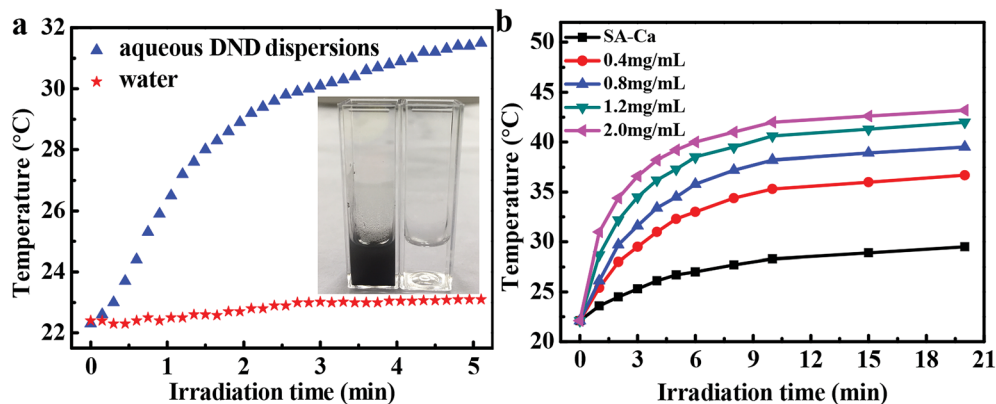 a
aqueous DND dispersions
water
Temperature (°C)
32
30
28
26
24
22
0
1
2
3
4
5
Irradiation time (min)
b
SA-Ca
0.4mg/mL
0.8mg/mL
1.2mg/mL
2.0mg/mL
Temperature (°C)
50
45
40
35
30
25
20
0
3
6
9
12
15
18
21
Irradiation time (min)